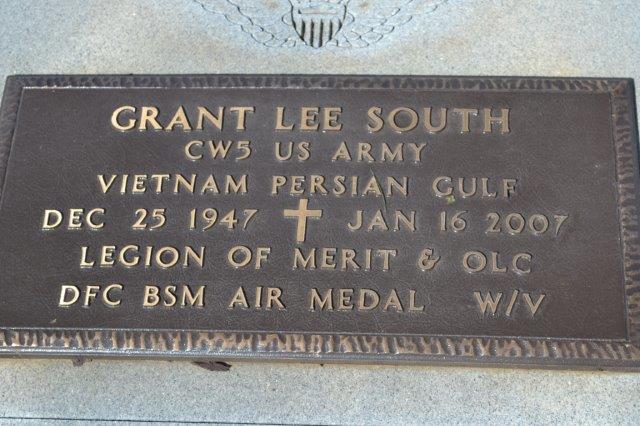 GRANT LEE SOUTH
CW5 US ARMY
VIETNAM PERSIAN GULF
DEC 25 1947 ✝ JAN 16 2007
LEGION OF MERIT & OLC
DFC BSM AIR MEDAL W/V